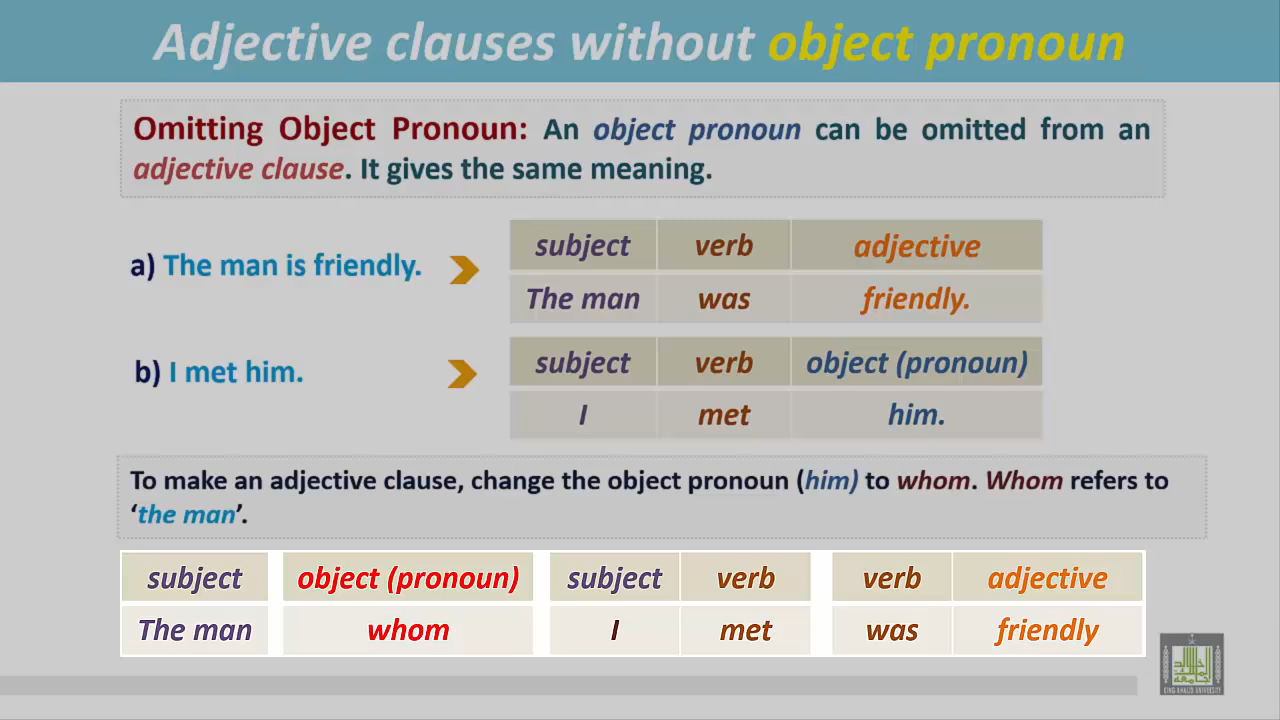 Adjective clauses without object pronoun
Omitting Object Pronoun: An object pronoun can be omitted from an
adjective clause. It gives the same meaning.
a) The man is friendly.
subject verb adjective
The man was friendly.
b) I met him.
subject verb object (pronoun)
I met him.
To make an adjective clause, change the object pronoun (him) to whom. Whom refers to
‘the man’.
subject object (pronoun) subject verb verb adjective
The man whom I met was friendly
KING KHALID UNIVERSITY